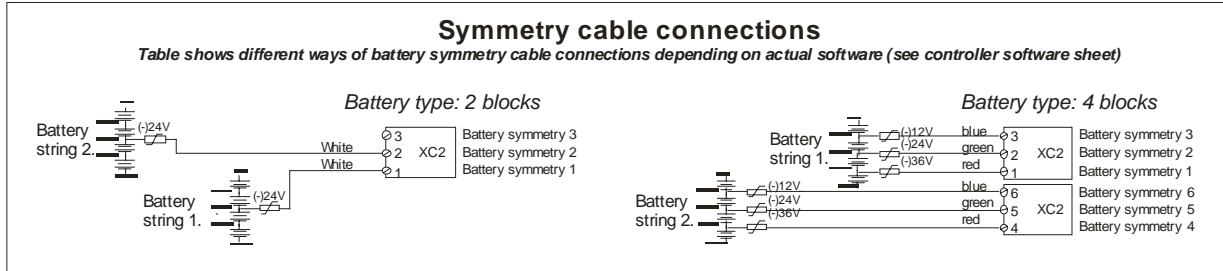 Symmetry cable connections
Table shows different ways of battery symmetry cable connections depending on actual software (see controller software sheet)
Battery type: 2 blocks
Battery string 2.
(-)24V
White
White
3
2
1
XC2
Battery symmetry 3
Battery symmetry 2
Battery symmetry 1
Battery string 1.
(-)24V
Battery type: 4 blocks
Battery string 1.
(-)12V
(-)24V
(-)36V
blue
green
red
3
2
1
XC2
Battery symmetry 3
Battery symmetry 2
Battery symmetry 1
Battery string 2.
(-)12V
(-)24V
(-)36V
blue
green
red
6
5
4
XC2
Battery symmetry 6
Battery symmetry 5
Battery symmetry 4